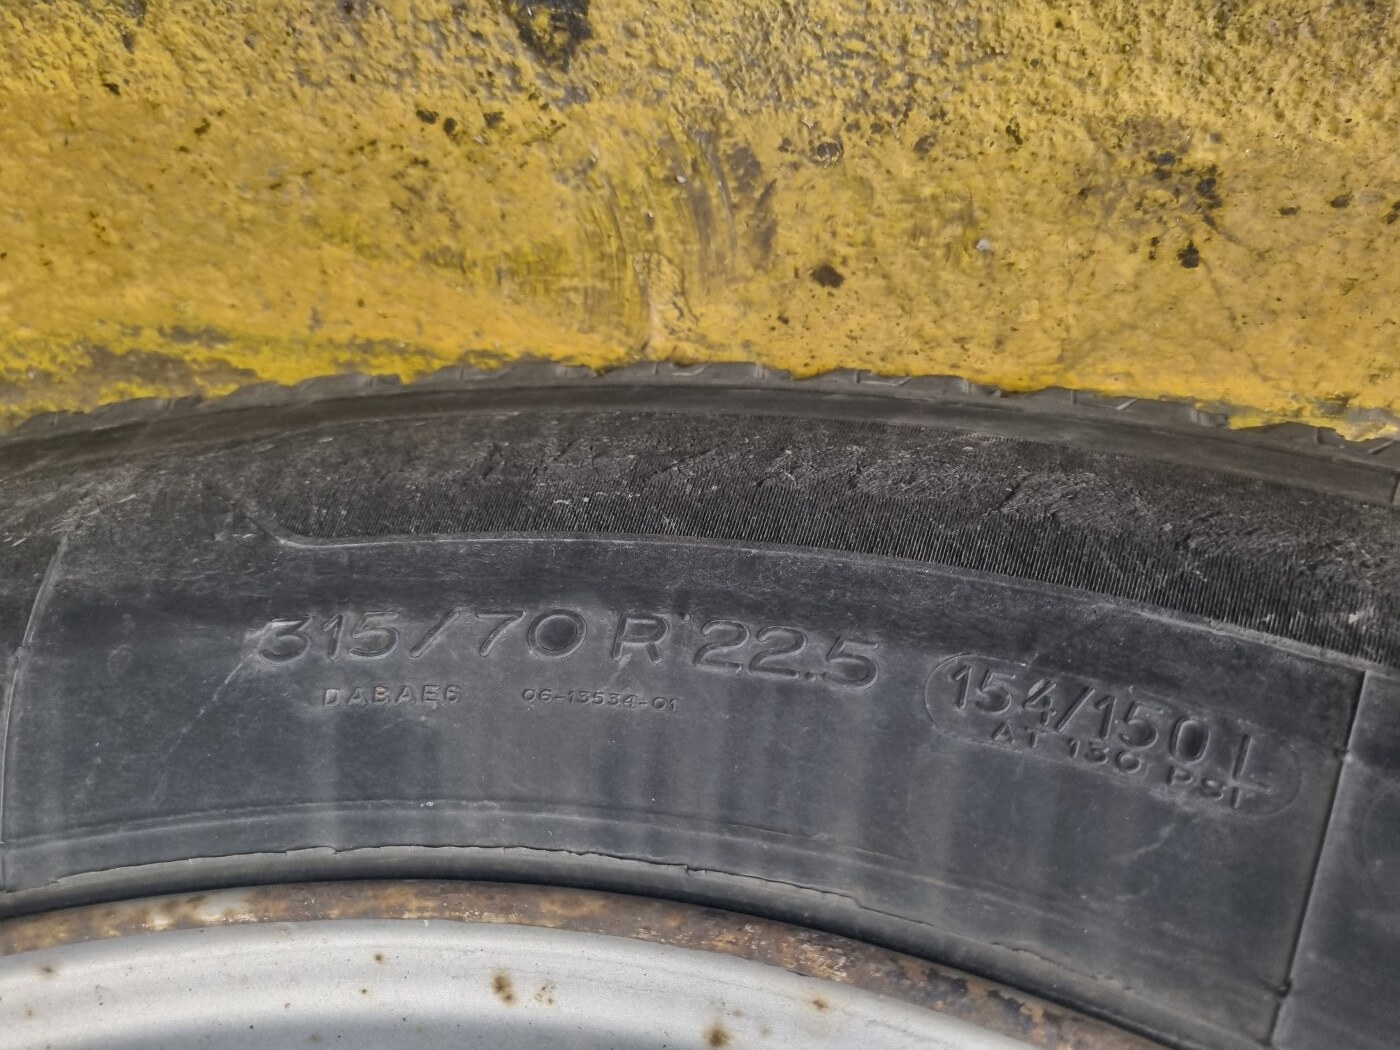 315/70 R 22.5
DABAE6 06-13534-01
154/150 L
AT 130 PSI